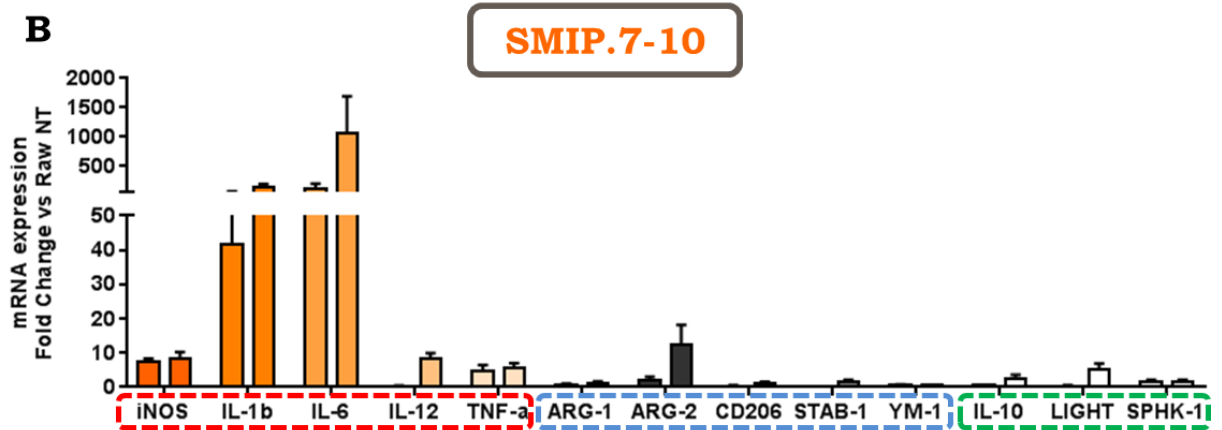 B
SMIP.7-10
mRNA expression
Fold Change vs Raw NT
2000
1500
1000
500
50
40
30
20
10
0
iNOS IL-1b IL-6 IL-12 TNF-a ARG-1 ARG-2 CD206 STAB-1 YM-1 IL-10 LIGHT SPHK-1